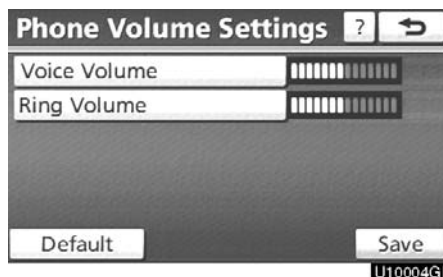 Phone Volume Settings ?
Voice Volume
Ring Volume
Default Save
U10004G